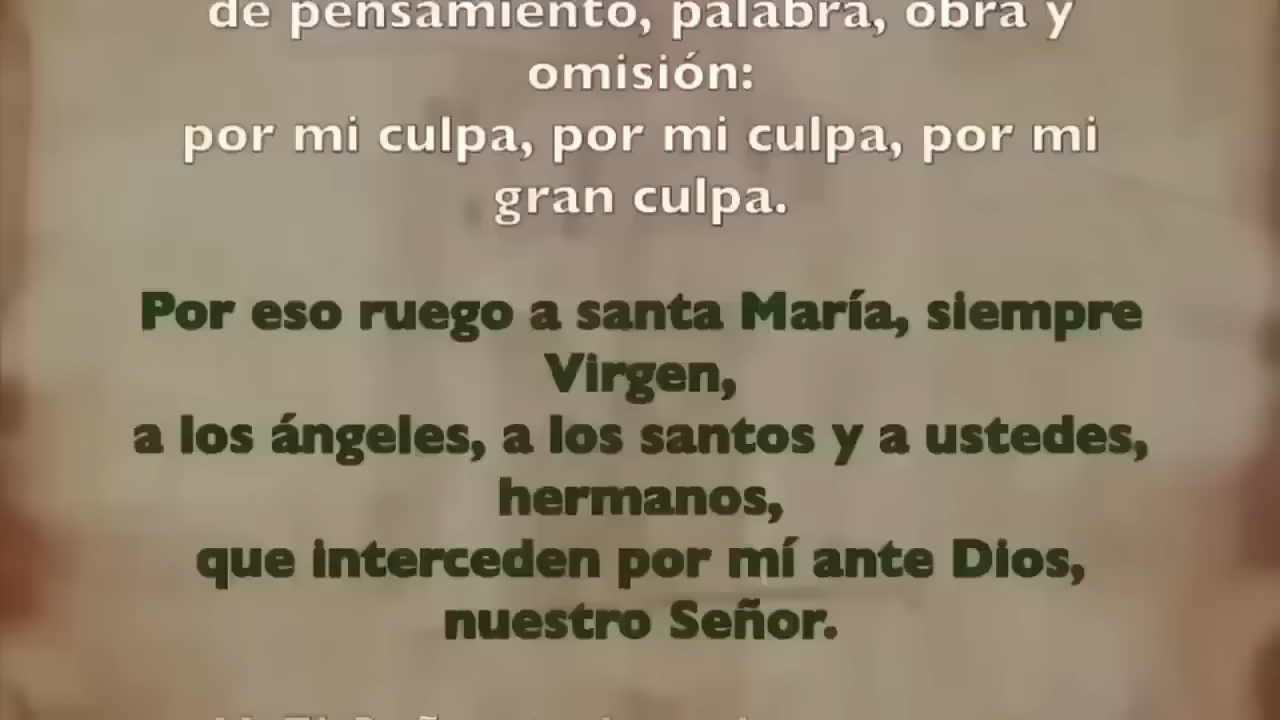 de pensamiento, palabra, obra y
omisión:
por mi culpa, por mi culpa, por mi
gran culpa.
Por eso ruego a santa María, siempre
Virgen,
a los ángeles, a los santos y a ustedes,
hermanos,
que interceden por mí ante Dios,
nuestro Señor.